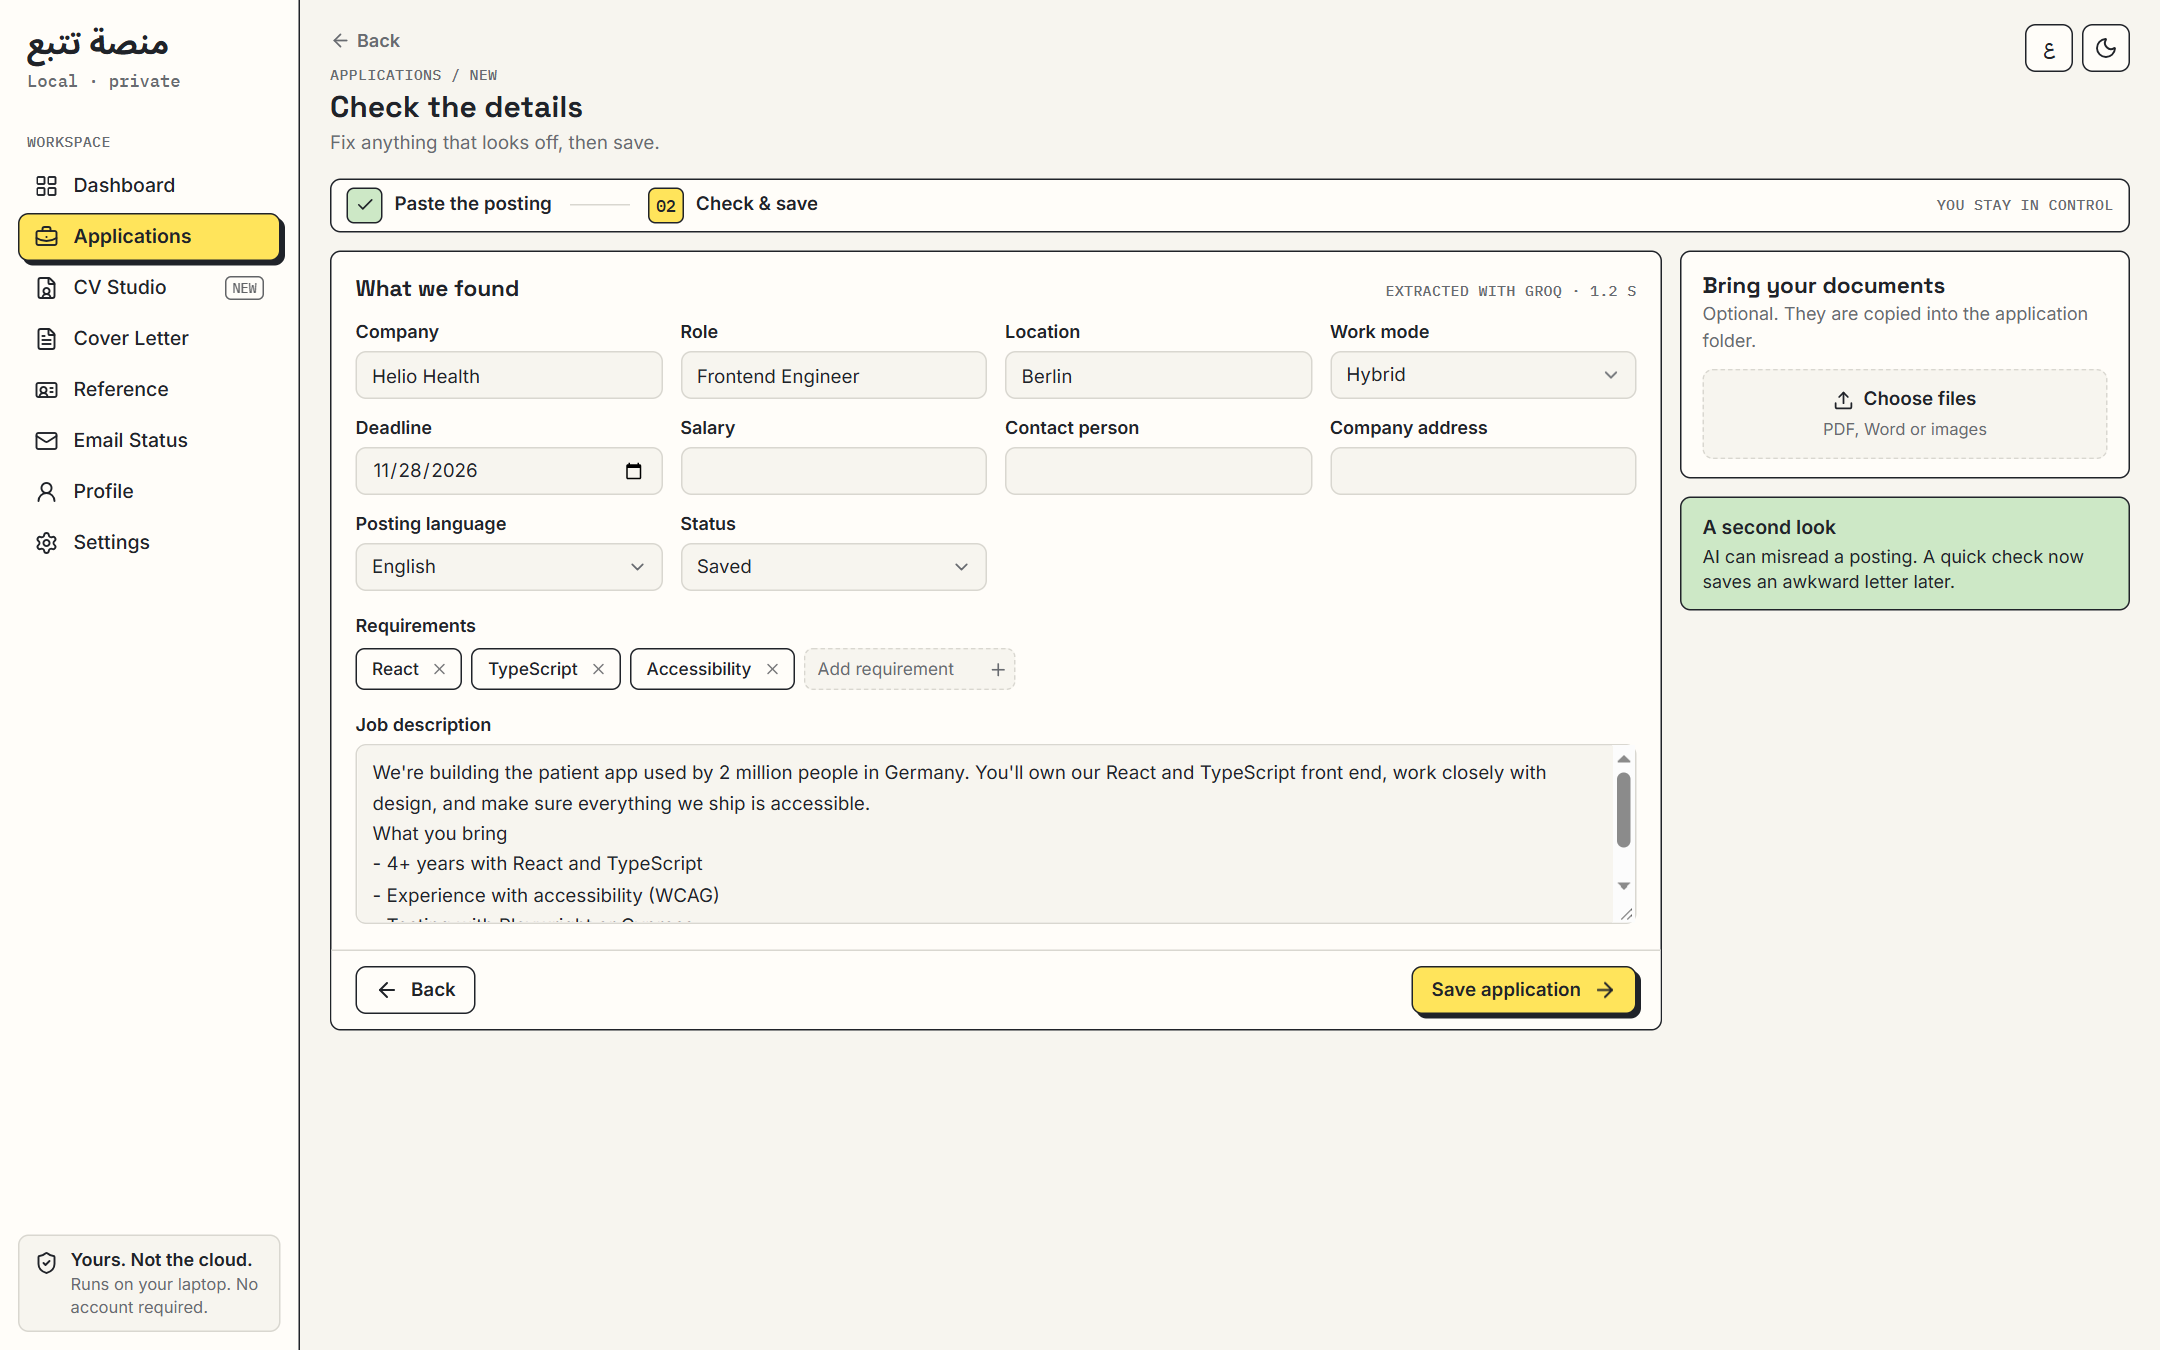 منصة تتبع
Local · private
WORKSPACE
Dashboard
Applications
CV Studio NEW
Cover Letter
Reference
Email Status
Profile
Settings
Yours. Not the cloud.
Runs on your laptop. No
account required.
Back
APPLICATIONS / NEW
Check the details
Fix anything that looks off, then save.
ع
Paste the posting
02 Check & save
YOU STAY IN CONTROL
What we found
EXTRACTED WITH GROQ · 1.2 S
Company Role Location Work mode
Helio Health Frontend Engineer Berlin Hybrid
Deadline Salary Contact person Company address
11/28/2026
Posting language Status
English Saved
Requirements
React TypeScript Accessibility Add requirement
Job description
We're building the patient app used by 2 million people in Germany. You'll own our React and TypeScript front end, work closely with
design, and make sure everything we ship is accessible.
What you bring
- 4+ years with React and TypeScript
- Experience with accessibility (WCAG)
Back
Save application
Bring your documents
Optional. They are copied into the application
folder.
Choose files
PDF, Word or images
A second look
AI can misread a posting. A quick check now
saves an awkward letter later.